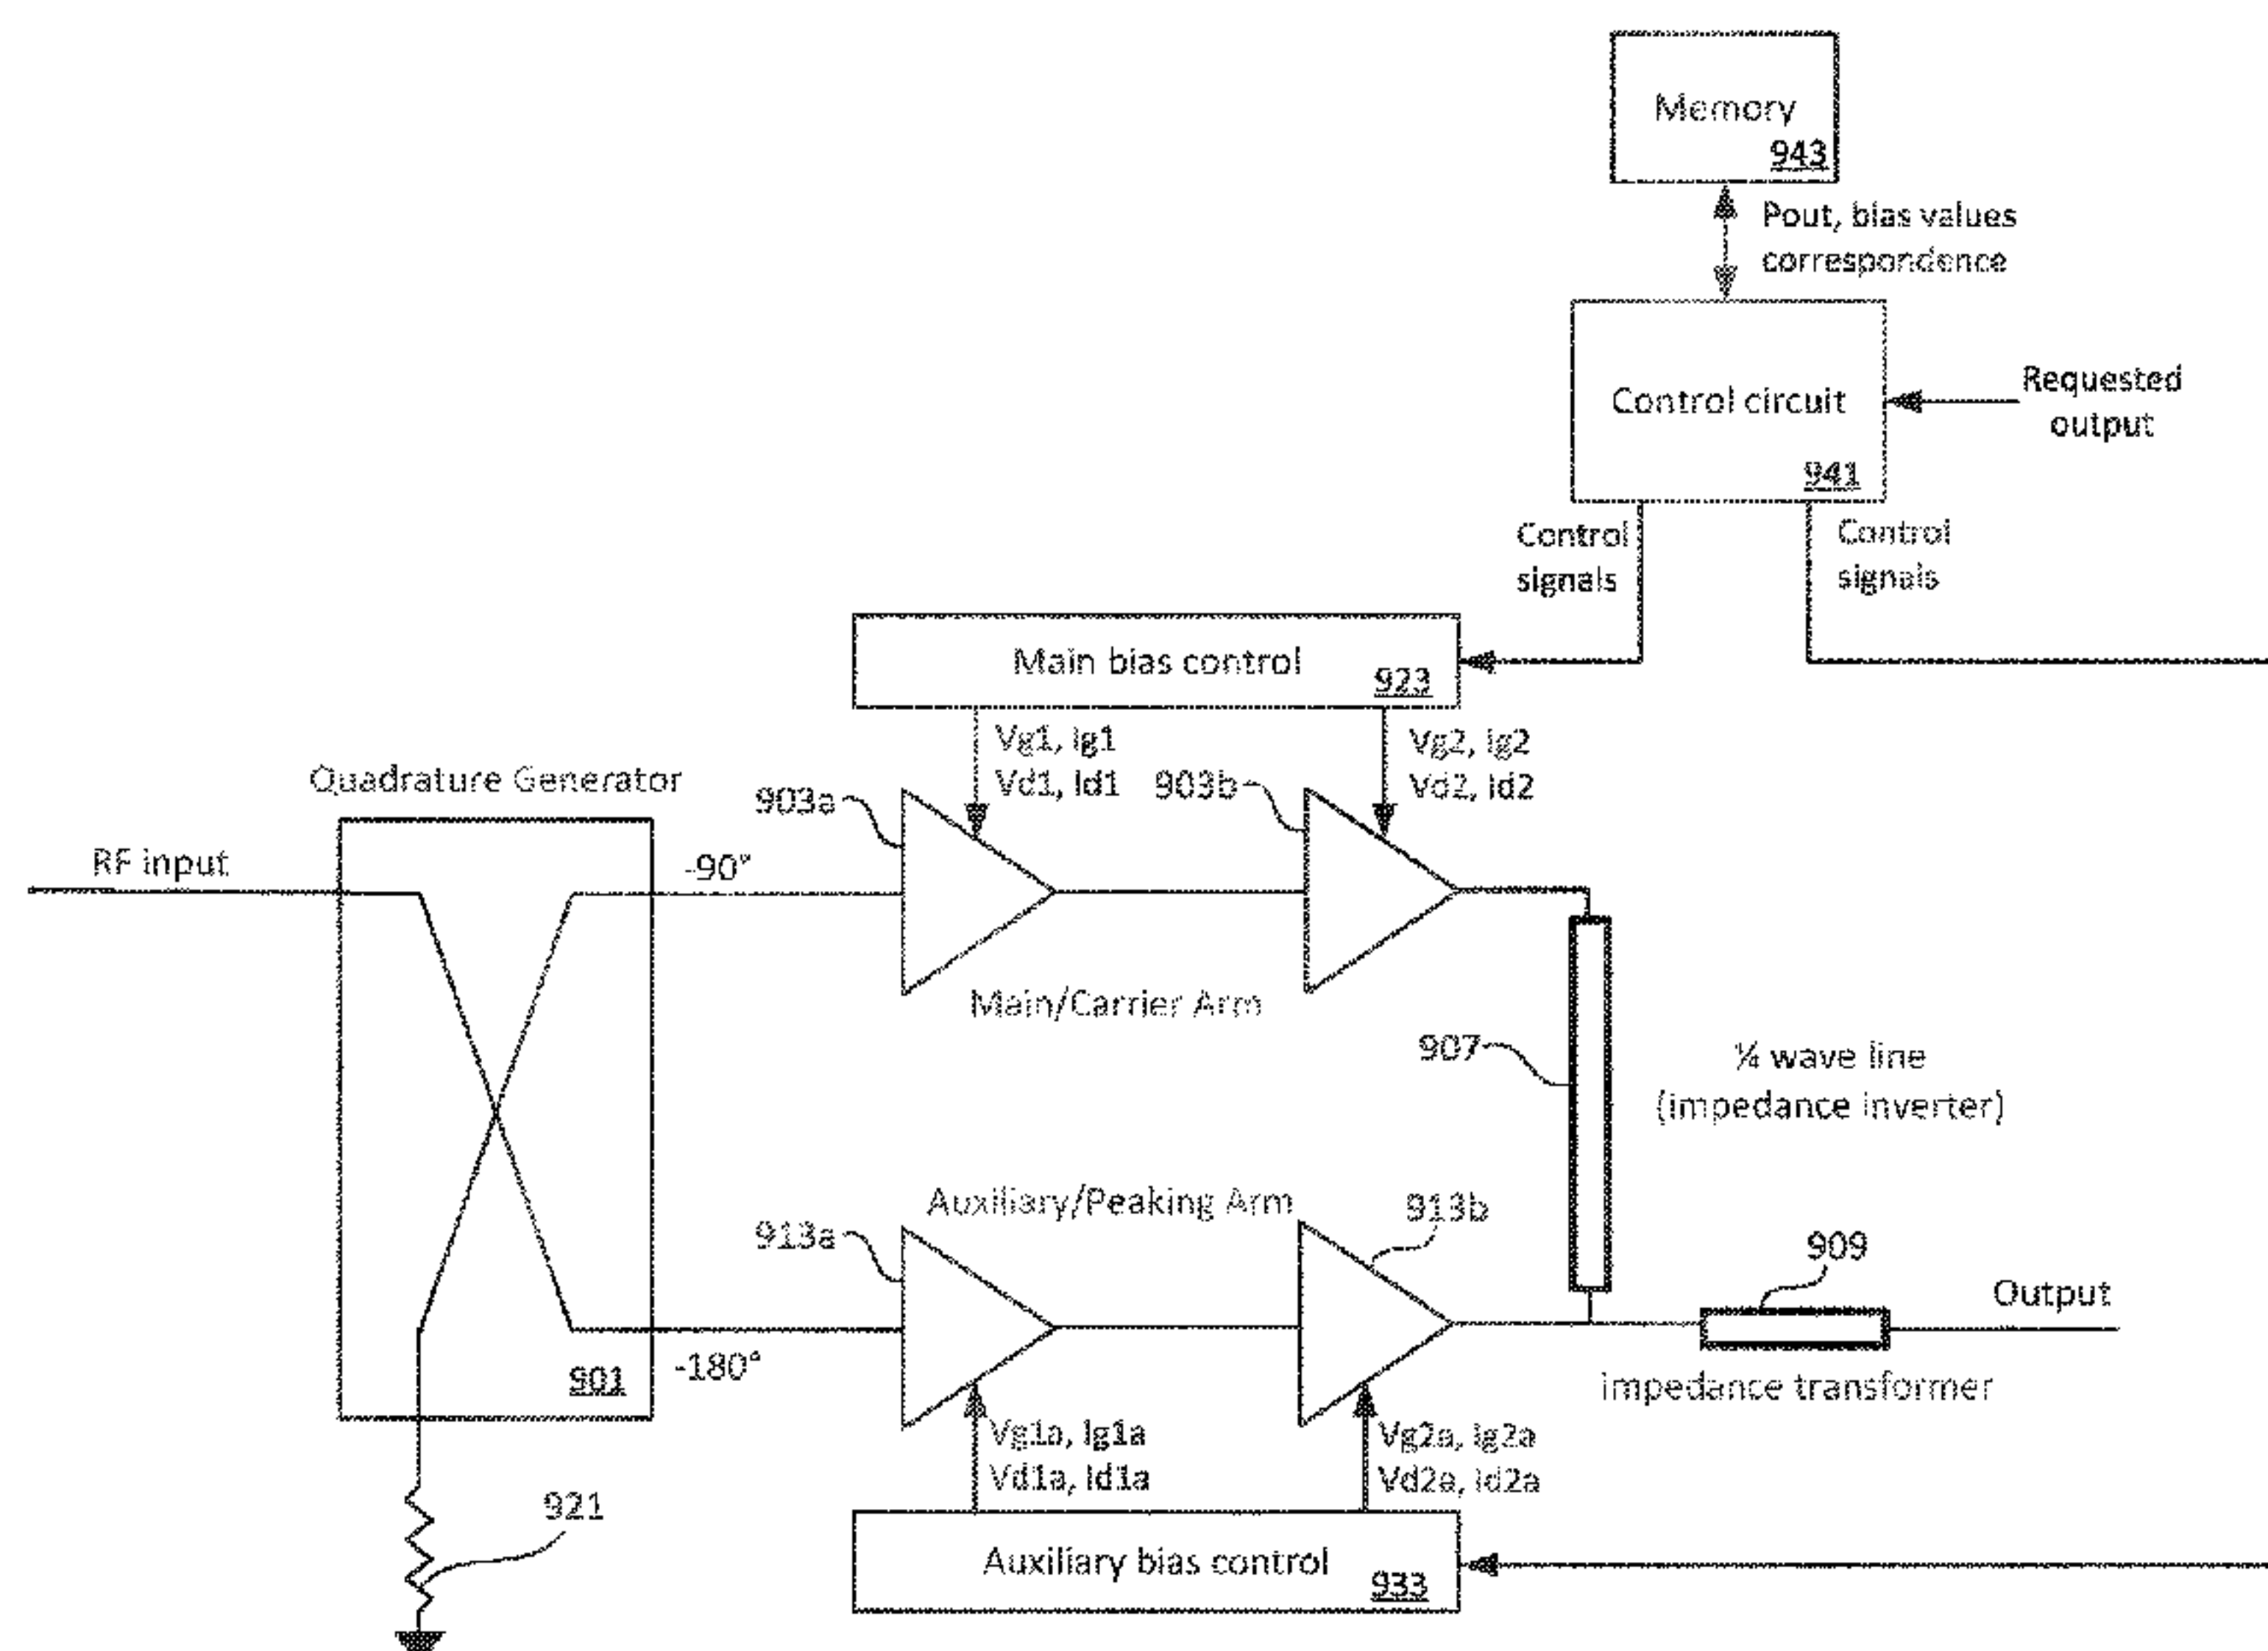 Memory
943
Pout, bias values
correspondence
Control circuit
941
Requested
output
Control
signals
Control
signals
Main bias control
923
Vg1, Ig1
Vd1, Id1
Vg2, Ig2
Vd2, Id2
Quadrature Generator
903a
903b
RF input
-90°
Main/Carrier Arm
907
¼ wave line
(impedance inverter)
Auxiliary/Peaking Arm
913a
913b
909
Output
901
-180°
impedance transformer
Vg1a, Ig1a
Vd1a, Id1a
Vg2a, Ig2a
Vd2a, Id2a
921
Auxiliary bias control
933